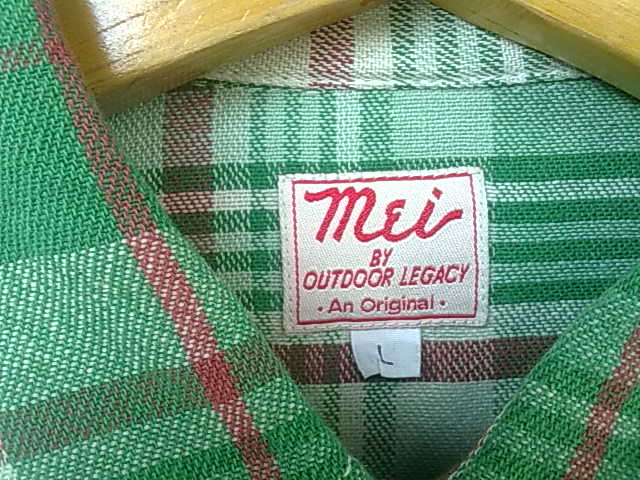 Mei
BY
OUTDOOR LEGACY
· An Original ·
L